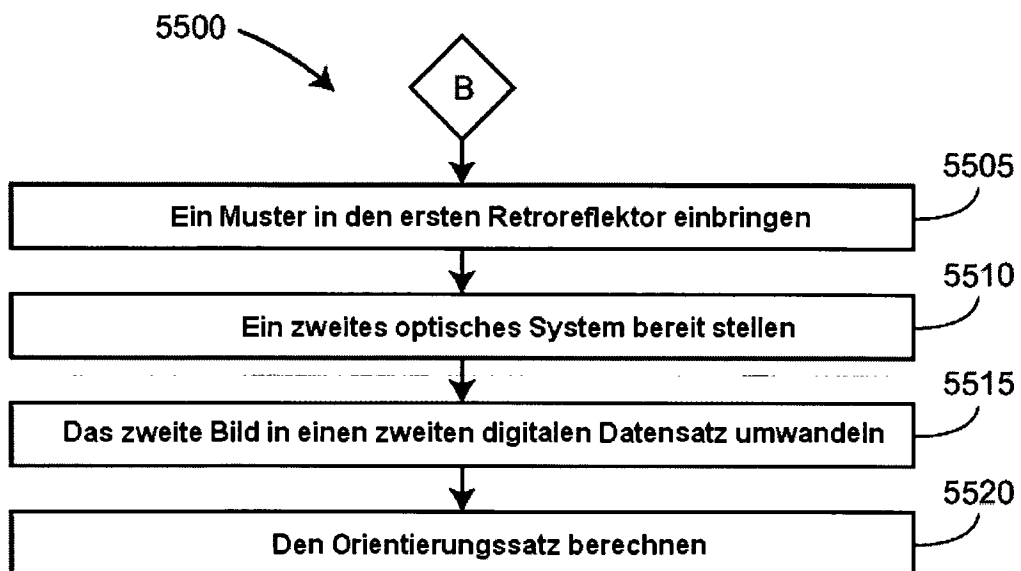 5500
B
5505
Ein Muster in den ersten Retroreflektor einbringen
5510
Ein zweites optisches System bereit stellen
5515
Das zweite Bild in einen zweiten digitalen Datensatz umwandeln
5520
Den Orientierungssatz berechnen